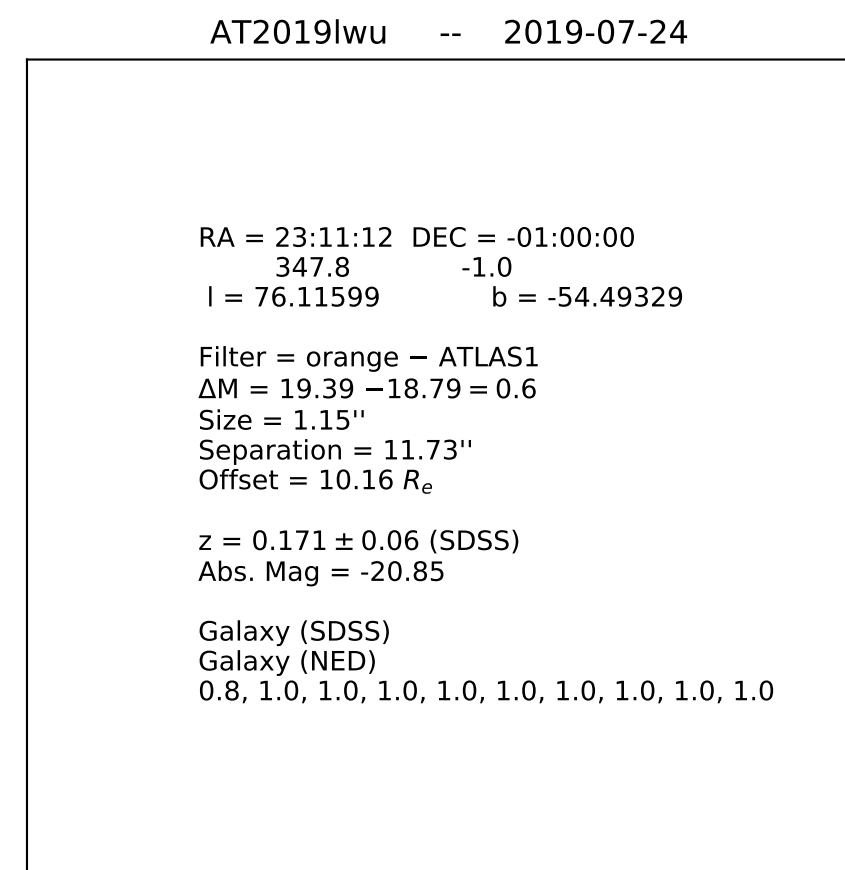 AT2019lwu -- 2019-07-24
RA = 23:11:12 DEC = -01:00:00
347.8 -1.0
l = 76.11599 b = -54.49329
Filter = orange − ATLAS1
ΔM = 19.39 −18.79 = 0.6
Size = 1.15''
Separation = 11.73''
Offset = 10.16 Rₑ
z = 0.171 ± 0.06 (SDSS)
Abs. Mag = -20.85
Galaxy (SDSS)
Galaxy (NED)
0.8, 1.0, 1.0, 1.0, 1.0, 1.0, 1.0, 1.0, 1.0, 1.0